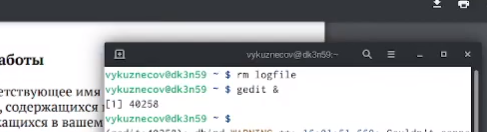 аботы
етствующее имя
, содержащихся
кащихся в вашем
vykuznecov@dk3n59:~
vykuznecov@dk3n59 ~ $ rm logfile
vykuznecov@dk3n59 ~ $ gedit &
[1] 40258
vykuznecov@dk3n59 ~ $